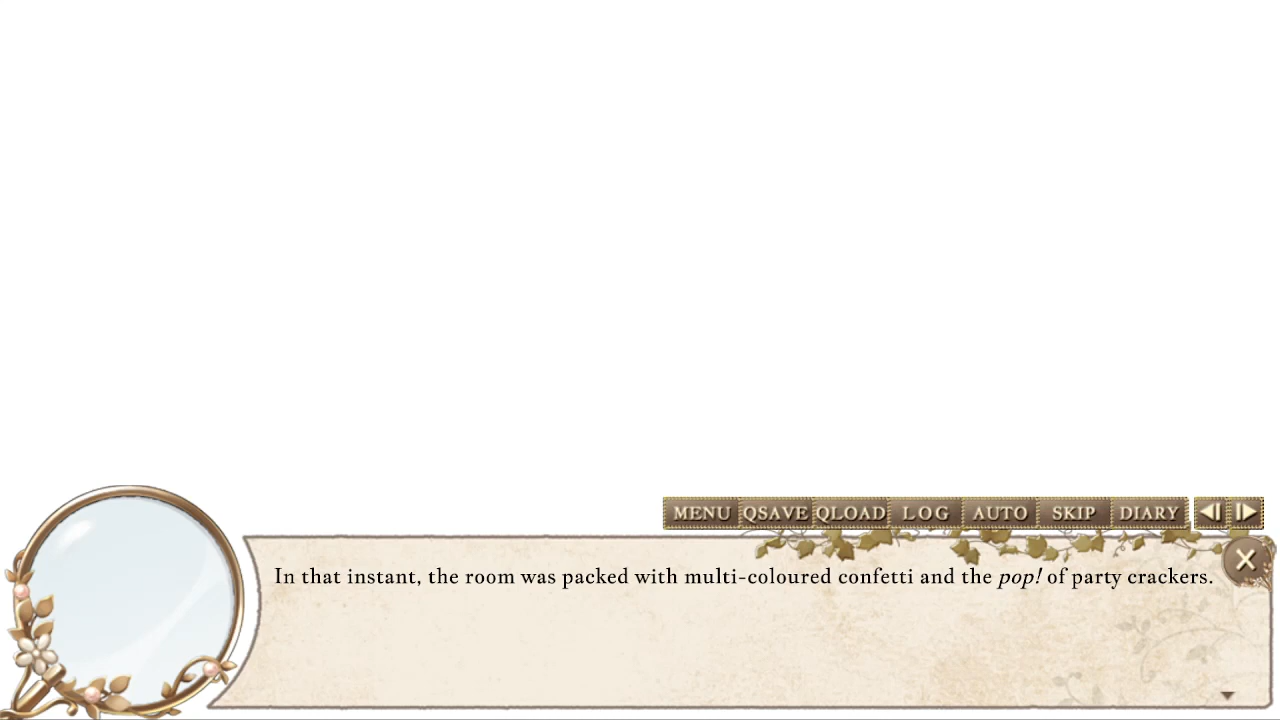 MENU QSAVE QLOAD LOG AUTO SKIP DIARY
In that instant, the room was packed with multi-coloured confetti and the pop! of party crackers.